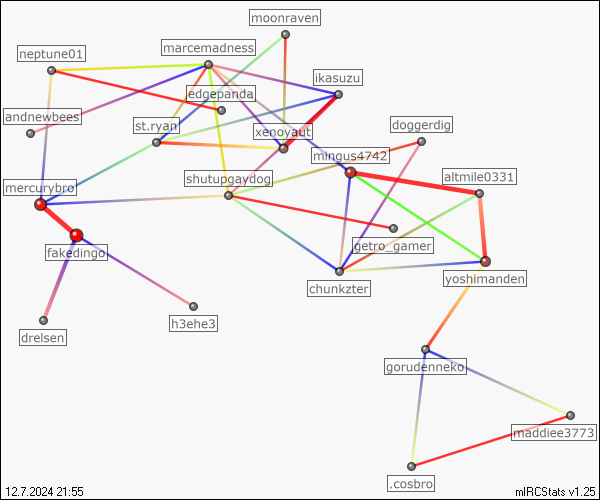 moonraven
marcemadness
neptune01
ikasuzu
edgepanda
andnewbees
st.ryan
doggerdig
xenoyaut
mingus4742
altmile0331
shutupgaydog
mercurybro
getro_gamer
fakedingo
yoshimanden
chunkzter
h3ehe3
drelsen
gorudenneko
maddiee3773
.cosbro
12.7.2024 21:55
mIRCStats v1.25